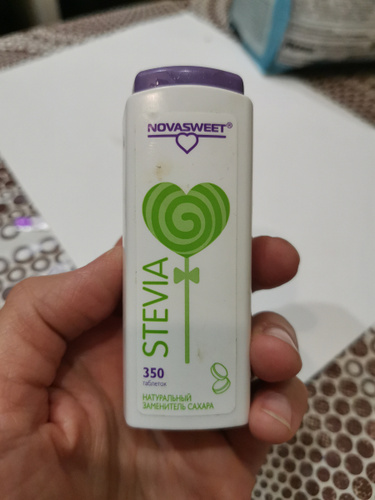 NOVASWEET®
STEVIA
350
таблеток
НАТУРАЛЬНЫЙ
ЗАМЕНИТЕЛЬ САХАРА